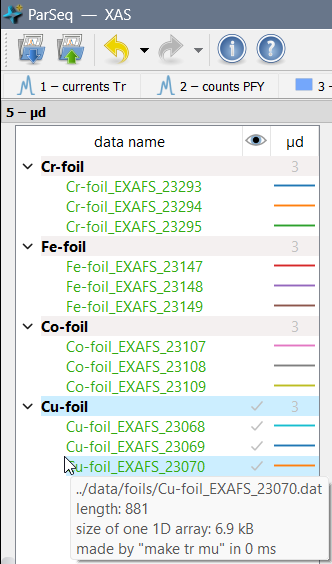 ParSeq — XAS
1 – currents Tr
2 – counts PFY
3 –
5 – μd
data name
μd
Cr-foil
3
Cr-foil_EXAFS_23293
Cr-foil_EXAFS_23294
Cr-foil_EXAFS_23295
Fe-foil
3
Fe-foil_EXAFS_23147
Fe-foil_EXAFS_23148
Fe-foil_EXAFS_23149
Co-foil
3
Co-foil_EXAFS_23107
Co-foil_EXAFS_23108
Co-foil_EXAFS_23109
Cu-foil
3
Cu-foil_EXAFS_23068
Cu-foil_EXAFS_23069
Cu-foil_EXAFS_23070
../data/foils/Cu-foil_EXAFS_23070.dat
length: 881
size of one 1D array: 6.9 kB
made by "make tr mu" in 0 ms